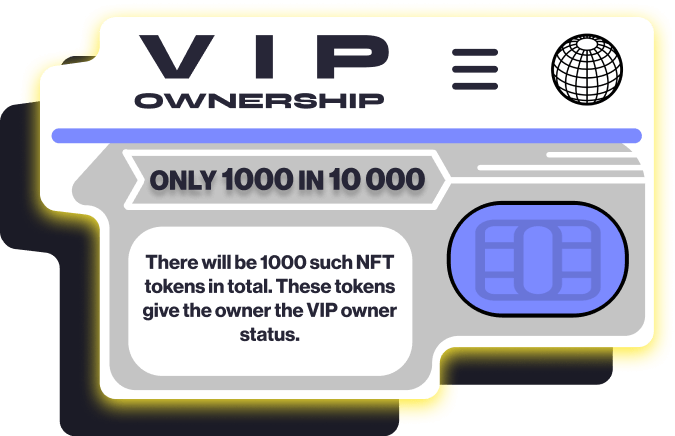 VIP
OWNERSHIP
ONLY 1000 IN 10 000
There will be 1000 such NFT
tokens in total. These tokens
give the owner the VIP owner
status.